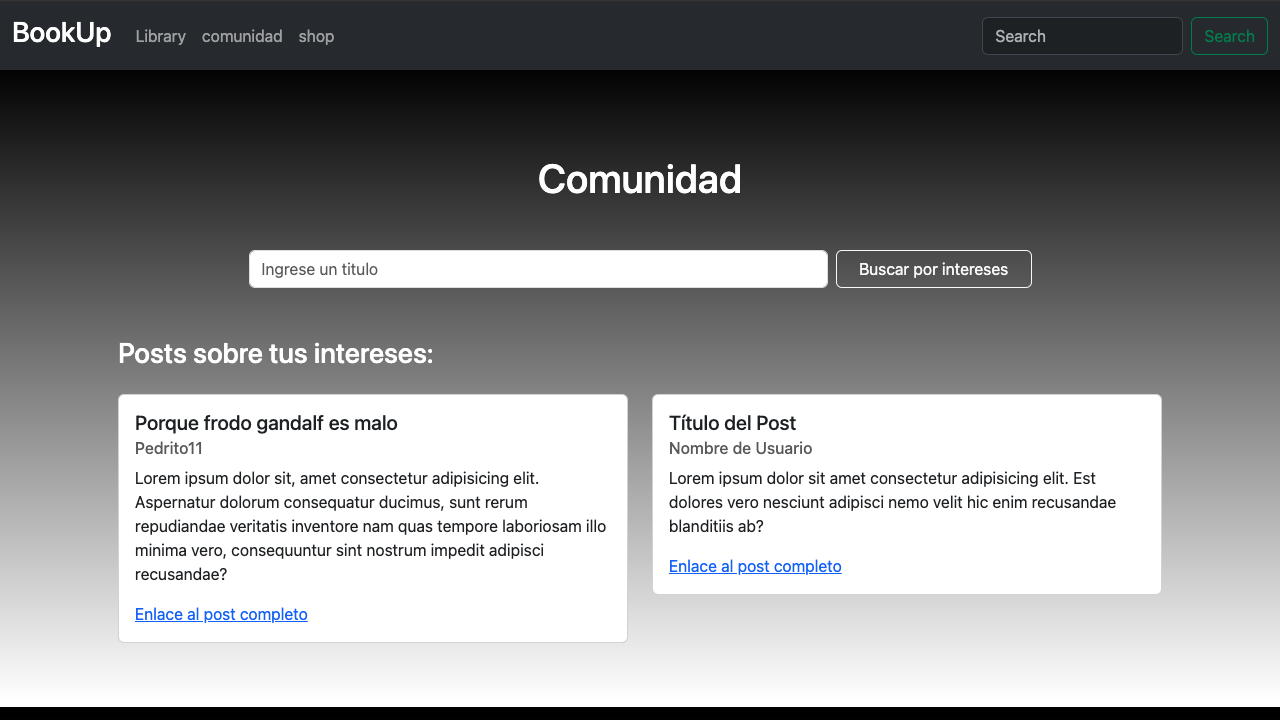 BookUp Library comunidad shop Search Search
Comunidad
Ingrese un titulo Buscar por intereses
Posts sobre tus intereses:
Porque frodo gandalf es malo
Pedrito11
Lorem ipsum dolor sit, amet consectetur adipisicing elit.
Aspernatur dolorum consequatur ducimus, sunt rerum
repudiandae veritatis inventore nam quas tempore laboriosam illo
minima vero, consequuntur sint nostrum impedit adipisci
recusandae?
Enlace al post completo
Título del Post
Nombre de Usuario
Lorem ipsum dolor sit amet consectetur adipisicing elit. Est
dolores vero nesciunt adipisci nemo velit hic enim recusandae
blanditiis ab?
Enlace al post completo